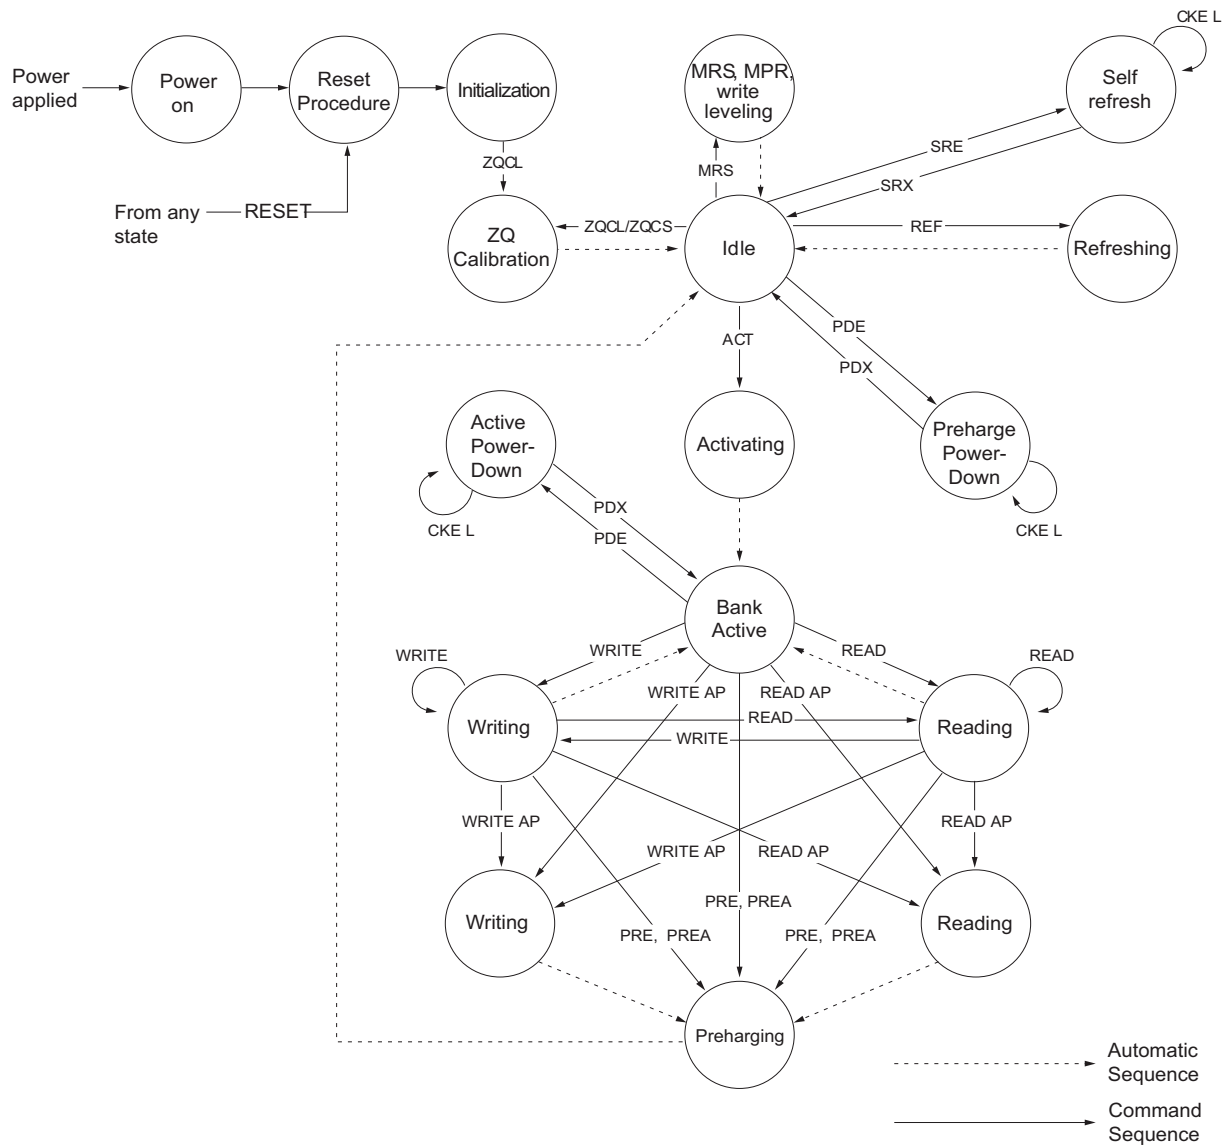 CKE L
Power
applied
Power
on
Reset
Procedure
Initialization
MRS, MPR,
write
leveling
Self
refresh
ZQCL
MRS
SRE
SRX
From any
state
RESET
ZQ
Calibration
ZQCL/ZQCS
Idle
REF
Refreshing
ACT
PDE
PDX
Active
Power-
Down
Activating
Preharge
Power-
Down
CKE L
PDX
PDE
CKE L
Bank
Active
WRITE
WRITE
READ
READ
WRITE AP
READ AP
Writing
READ
WRITE
Reading
WRITE AP
READ AP
WRITE AP
READ AP
Writing
PRE, PREA
Reading
PRE, PREA
PRE, PREA
Preharging
Automatic
Sequence
Command
Sequence